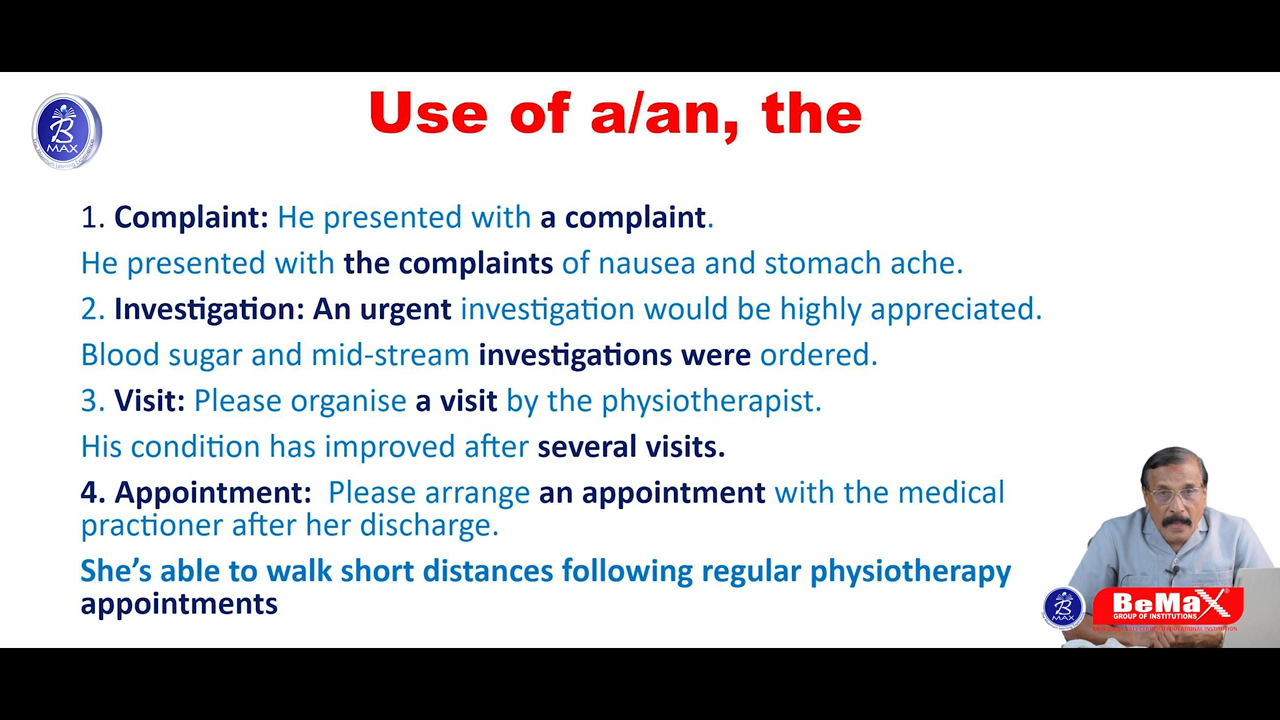 Use of a/an, the
B
MAX
1. Complaint: He presented with a complaint.
He presented with the complaints of nausea and stomach ache.
2. Investigation: An urgent investigation would be highly appreciated.
Blood sugar and mid-stream investigations were ordered.
3. Visit: Please organise a visit by the physiotherapist.
His condition has improved after several visits.
4. Appointment: Please arrange an appointment with the medical
practioner after her discharge.
She's able to walk short distances following regular physiotherapy
appointments
B
MAX
BeMaX
GROUP OF INSTITUTIONS